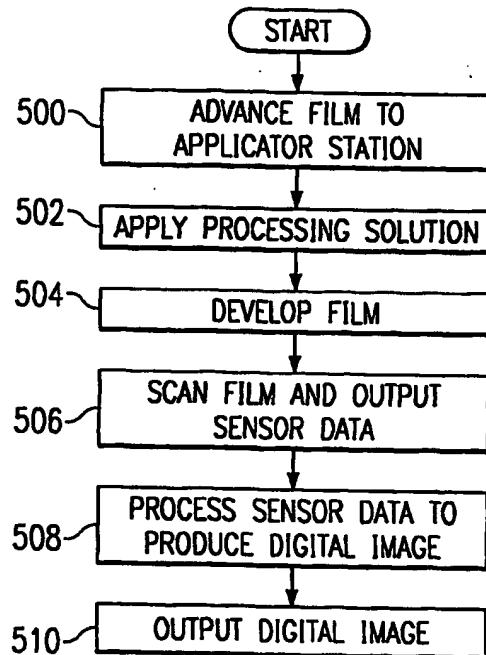 START
500
ADVANCE FILM TO
APPLICATOR STATION
502
APPLY PROCESSING SOLUTION
504
DEVELOP FILM
506
SCAN FILM AND OUTPUT
SENSOR DATA
508
PROCESS SENSOR DATA TO
PRODUCE DIGITAL IMAGE
510
OUTPUT DIGITAL IMAGE